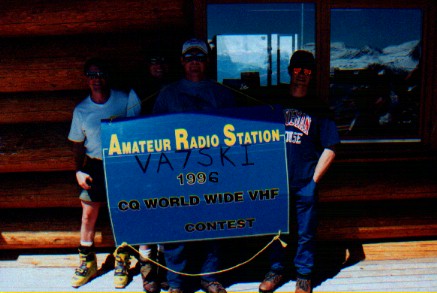 AMATEUR RADIO STATION
VA7SKI
1996
CQ WORLD WIDE VHF
CONTEST